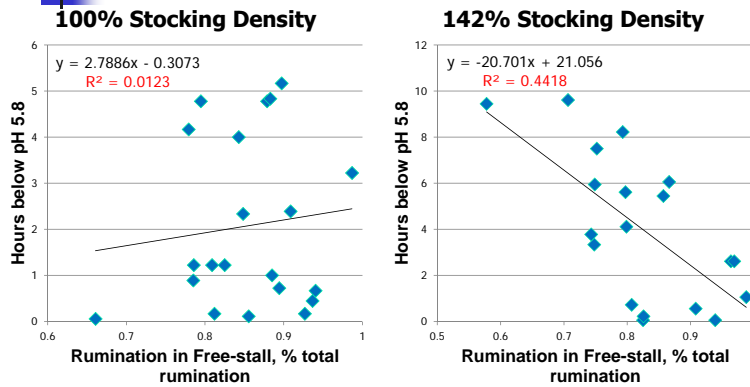 100% Stocking Density
y = 2.7886x - 0.3073
R² = 0.0123
Hours below pH 5.8
6
5
4
3
2
1
0
0.6 0.7 0.8 0.9 1
Rumination in Free-stall, % total
rumination
142% Stocking Density
y = -20.701x + 21.056
R² = 0.4418
Hours below pH 5.8
12
10
8
6
4
2
0
0.5 0.6 0.7 0.8 0.9
Rumination in Free-stall, % total
rumination